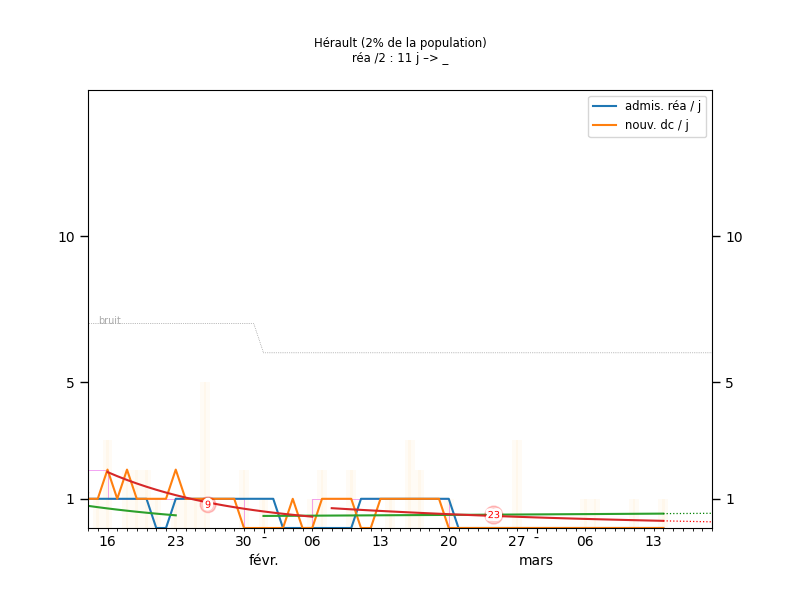 Hérault (2% de la population)
réa /2 : 11 j –> _
admis. réa / j
nouv. dc / j
10
10
bruit
5
5
9
23
1
1
16
23
30
-
06
13
20
27
-
06
13
févr.
mars